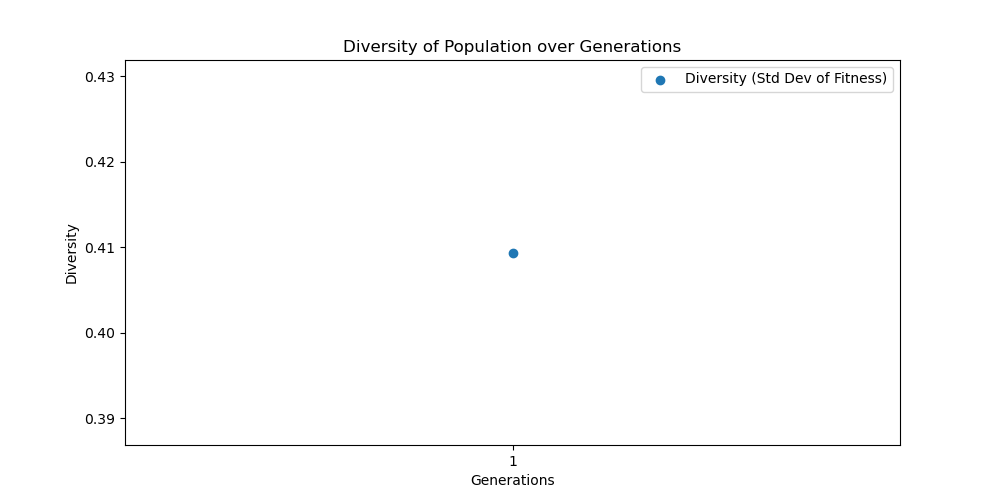 Diversity of Population over Generations
Diversity (Std Dev of Fitness)
0.43
0.42
0.41
0.40
0.39
Diversity
1
Generations